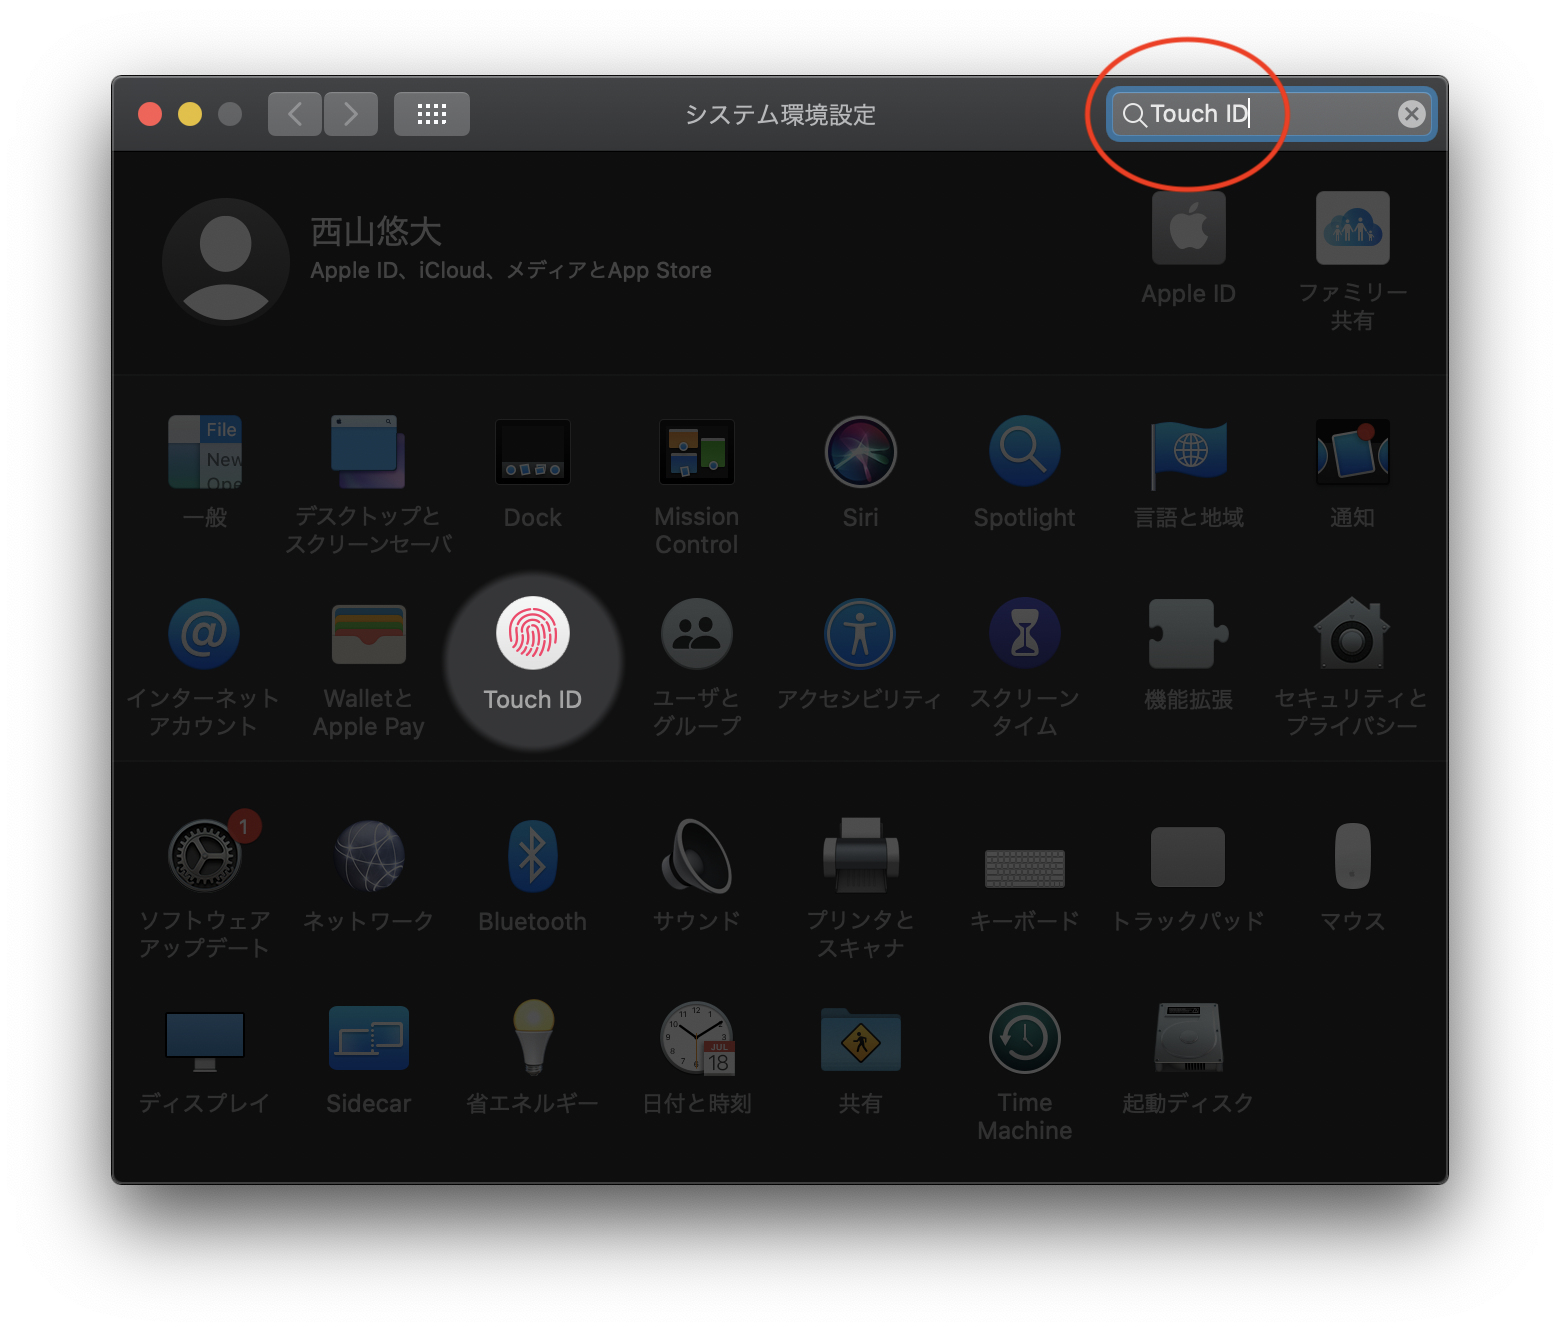 システム環境設定
Touch ID
西山悠大
Apple ID、iCloud、メディアとApp Store
Apple ID
ファミリー
共有
File
New
Ope
一般
デスクトップと
スクリーンセーバ
Dock
Mission
Control
Siri
Spotlight
言語と地域
通知
@
インターネット
アカウント
Walletと
Apple Pay
Touch ID
ユーザと
グループ
アクセシビリティ
スクリーン
タイム
機能拡張
セキュリティと
プライバシー
1
ソフトウェア
アップデート
ネットワーク
Bluetooth
サウンド
プリンタと
スキャナ
キーボード
トラックパッド
マウス
ディスプレイ
Sidecar
省エネルギー
JUL
18
日付と時刻
共有
Time
Machine
起動ディスク